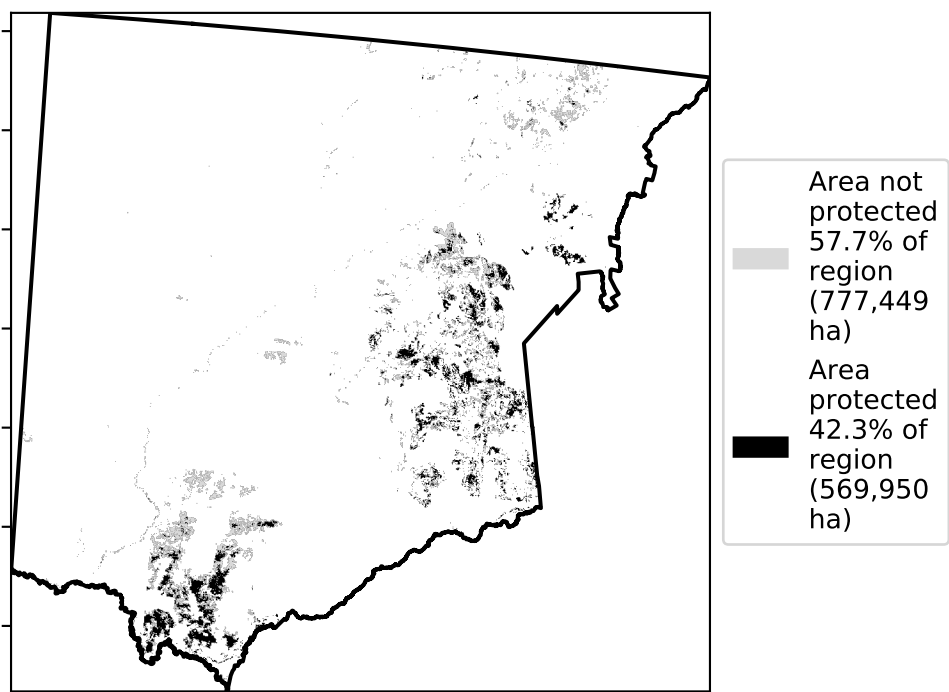 Area not
protected
57.7% of
region
(777,449
ha)
Area
protected
42.3% of
region
(569,950
ha)